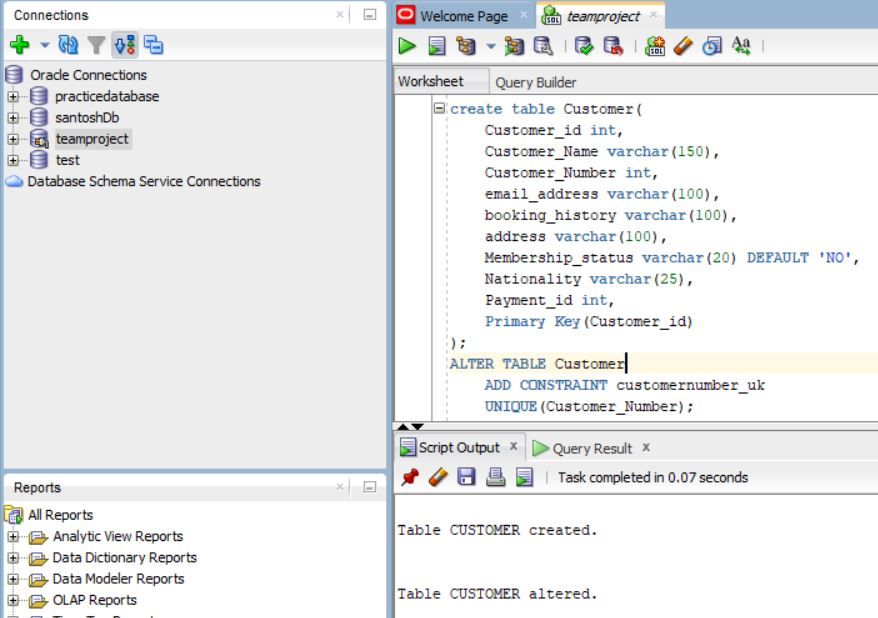 Connections
Oracle Connections
practicedatabase
santoshDb
teamproject
test
Database Schema Service Connections
Reports
All Reports
Analytic View Reports
Data Dictionary Reports
Data Modeler Reports
OLAP Reports
Welcome Page
teamproject
Worksheet Query Builder
create table Customer(
Customer_id int,
Customer_Name varchar(150),
Customer_Number int,
email_address varchar(100),
booking_history varchar(100),
address varchar(100),
Membership_status varchar(20) DEFAULT 'NO',
Nationality varchar(25),
Payment_id int,
Primary Key(Customer_id)
);
ALTER TABLE Customer
ADD CONSTRAINT customernumber_uk
UNIQUE(Customer_Number);
Script Output x Query Result x
Task completed in 0.07 seconds
Table CUSTOMER created.
Table CUSTOMER altered.